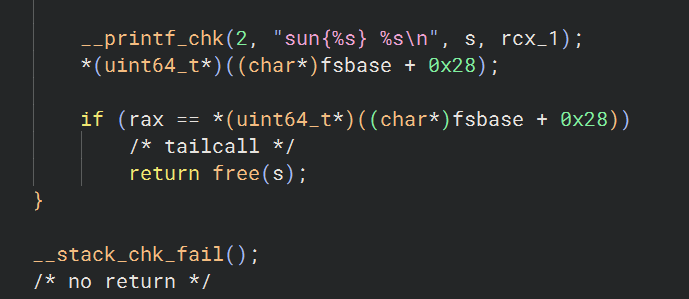 __printf_chk(2, "sun{%s} %s\n", s, rcx_1);
*(uint64_t*)((char*)fsbase + 0x28);
if (rax == *(uint64_t*)((char*)fsbase + 0x28))
/* tailcall */
return free(s);
}
__stack_chk_fail();
/* no return */